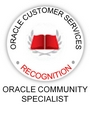 ORACLE CUSTOMER SERVICES
RECOGNITION
ORACLE COMMUNITY
SPECIALIST